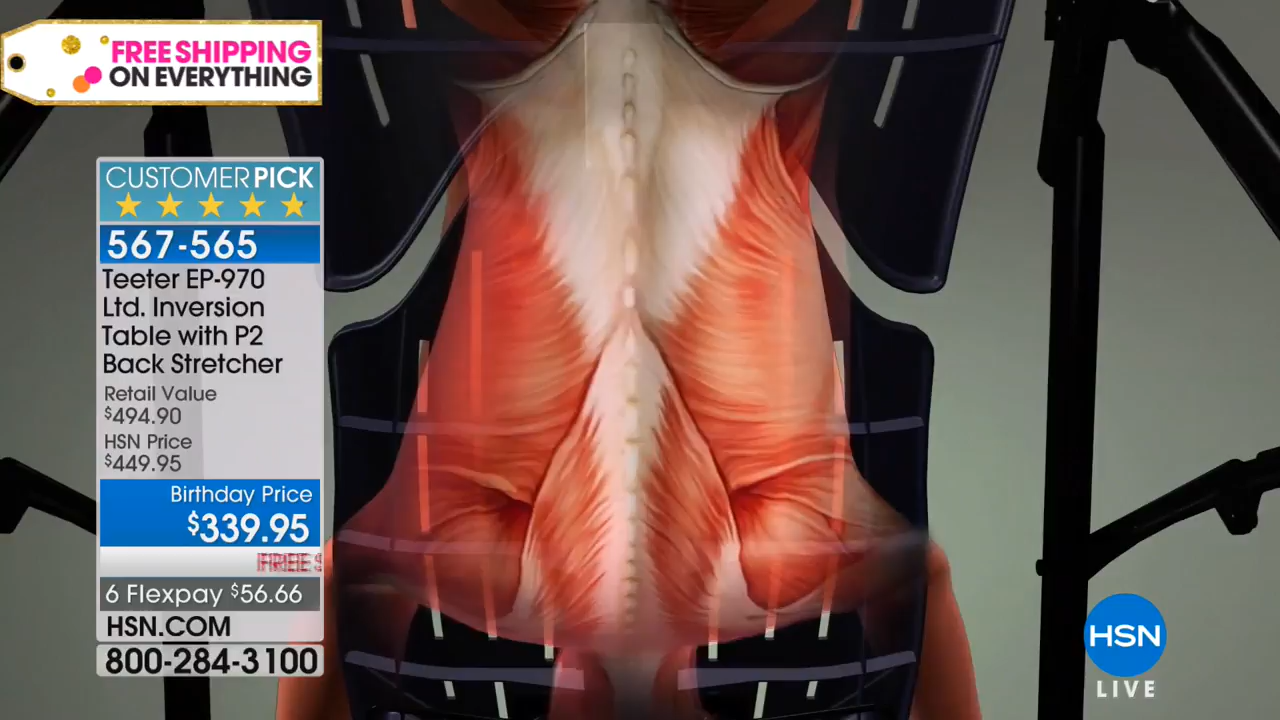 FREE SHIPPING
ON EVERYTHING
CUSTOMER PICK
567-565
Teeter EP-970
Ltd. Inversion
Table with P2
Back Stretcher
Retail Value
$494.90
HSN Price
$449.95
Birthday Price
$339.95
FREE
6 Flexpay $56.66
HSN.COM
800-284-3100
HSN
LIVE